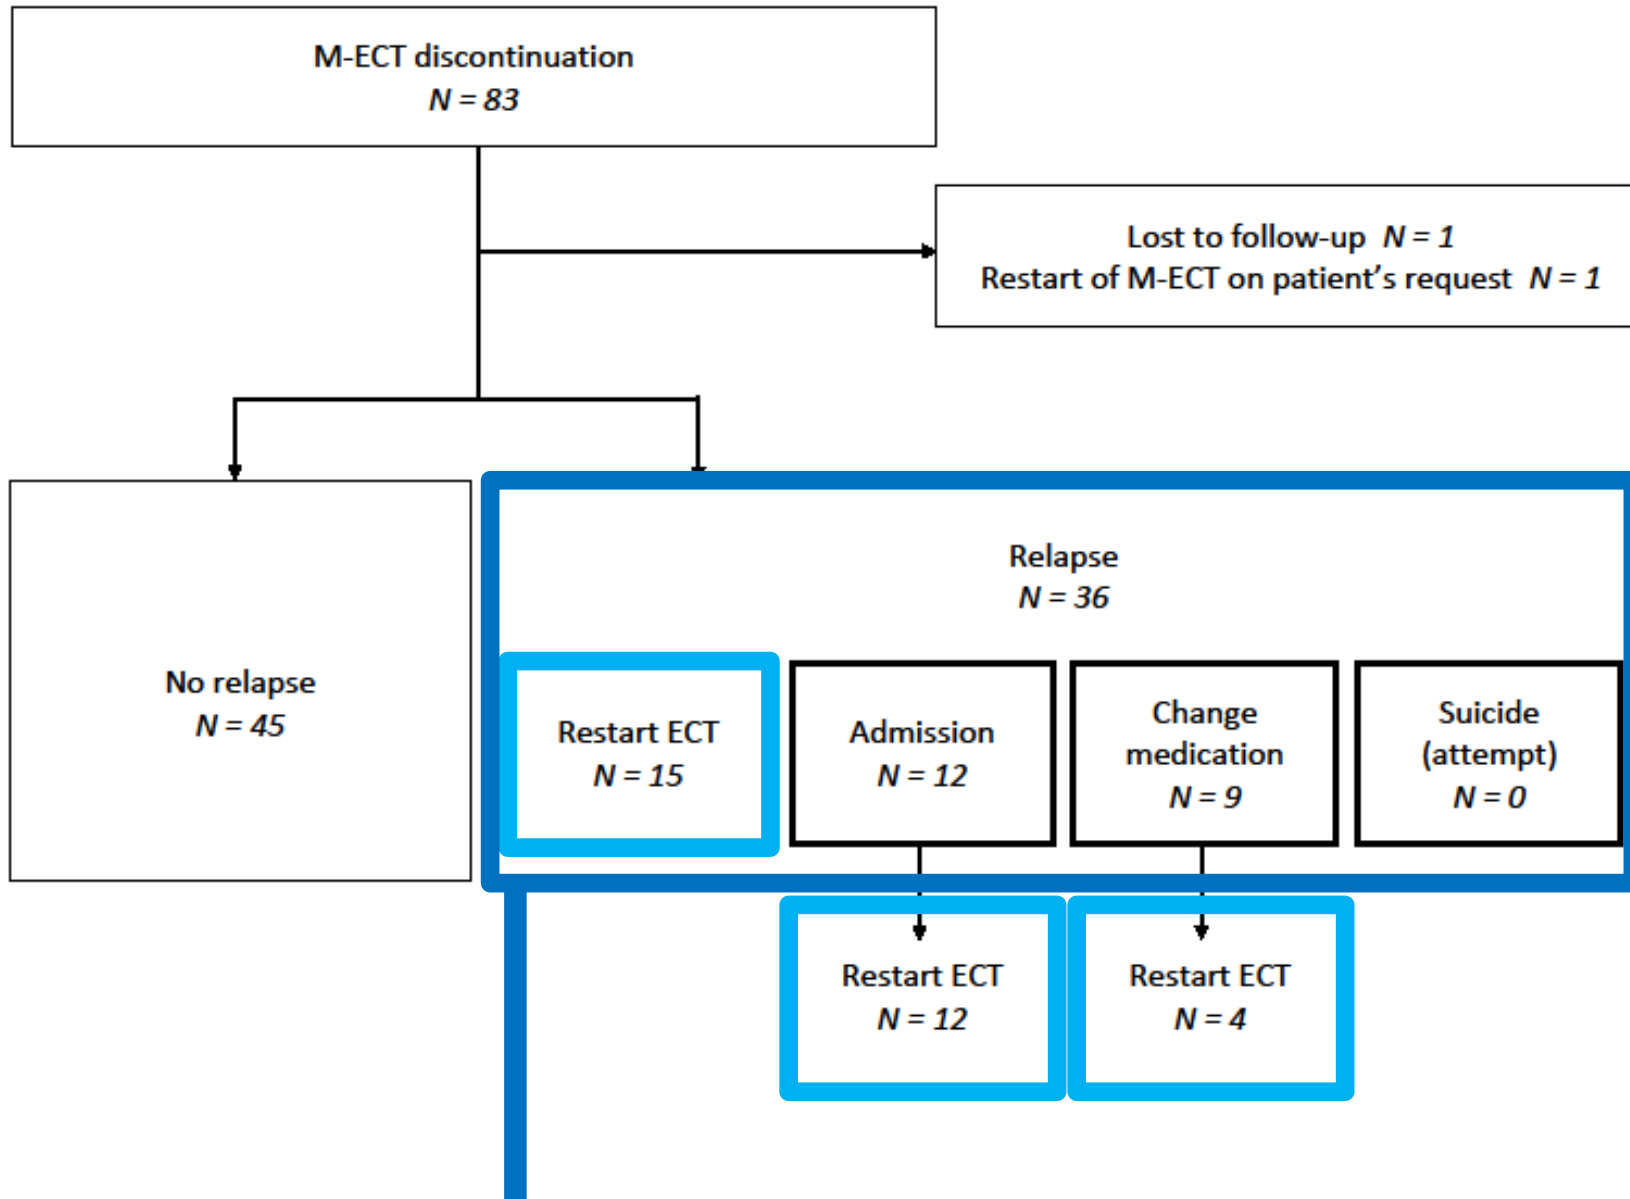 M-ECT discontinuation
N = 83
Lost to follow-up N = 1
Restart of M-ECT on patient’s request N = 1
No relapse
N = 45
Relapse
N = 36
Restart ECT
N = 15
Admission
N = 12
Change
medication
N = 9
Suicide
(attempt)
N = 0
Restart ECT
N = 12
Restart ECT
N = 4